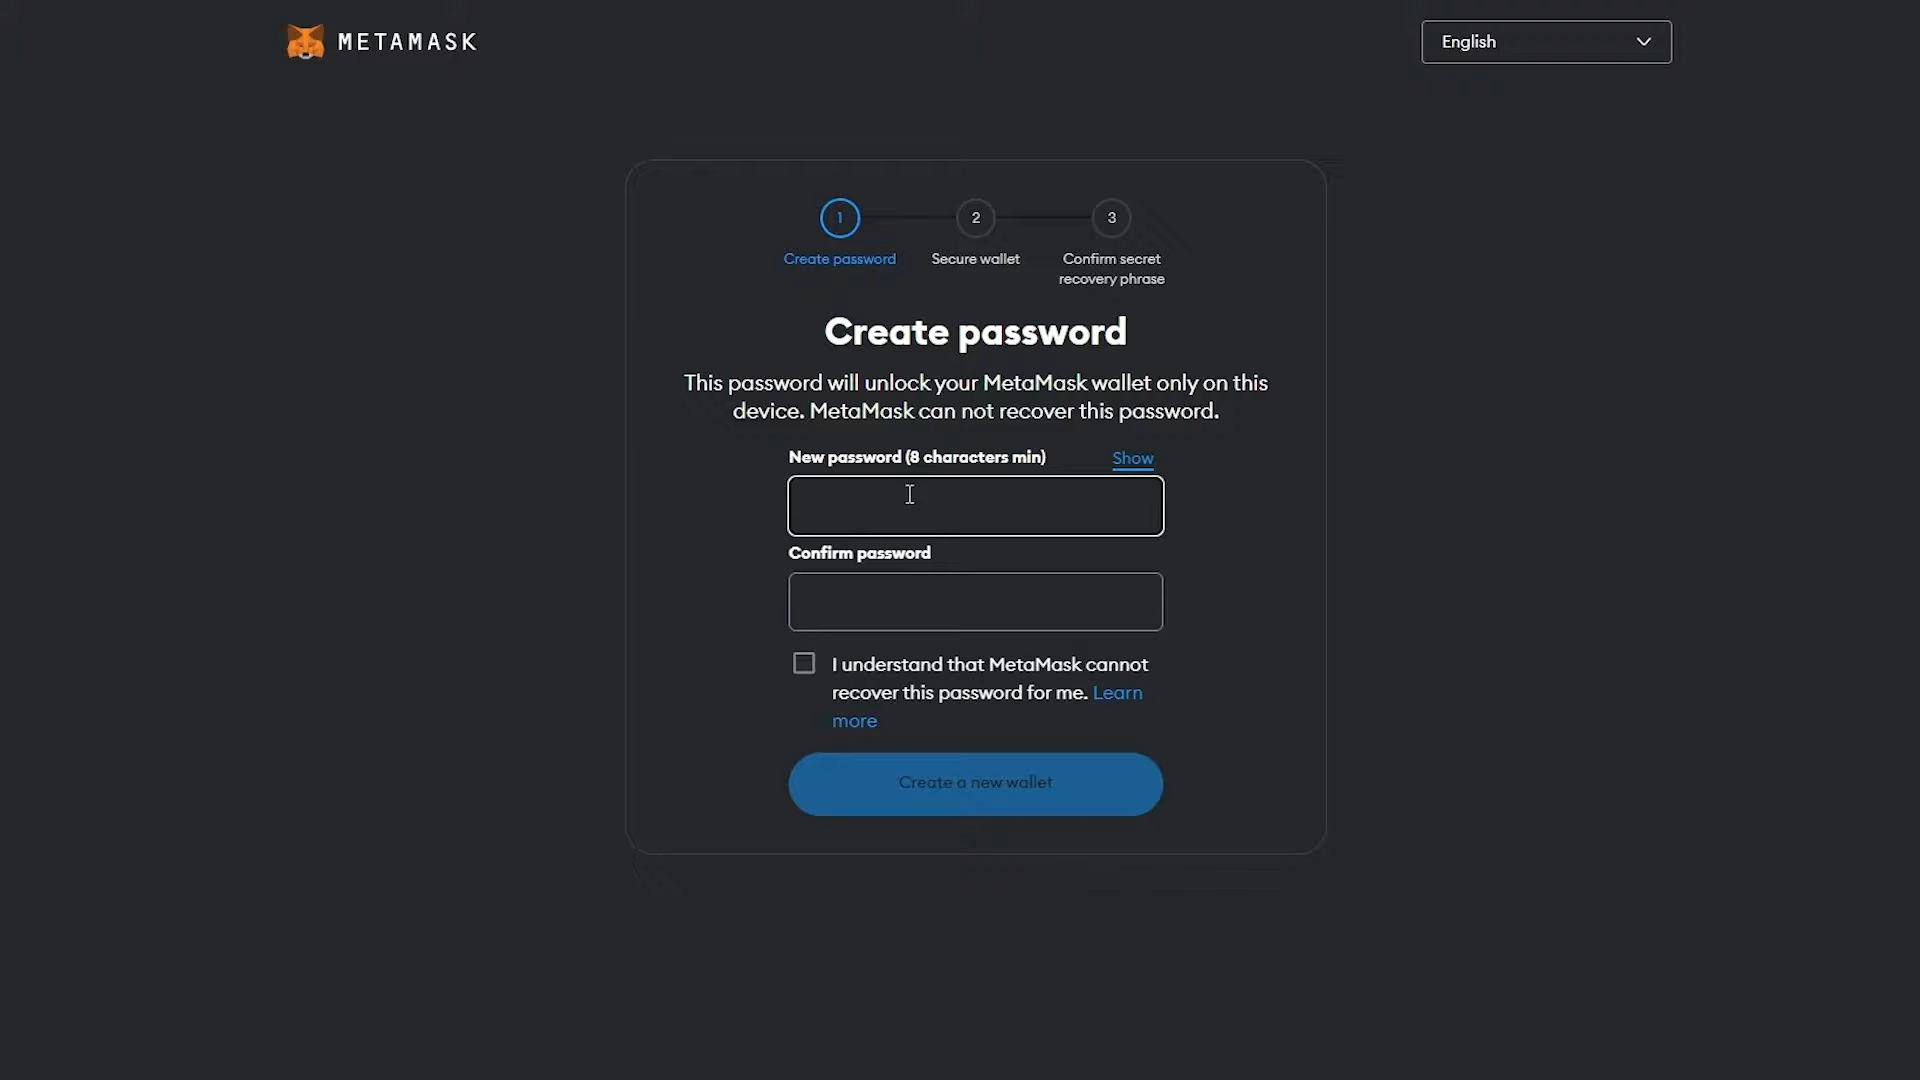 METAMASK
English
1
2
3
Create password
Secure wallet
Confirm secret
recovery phrase
Create password
This password will unlock your MetaMask wallet only on this
device. MetaMask can not recover this password.
New password (8 characters min)
Show
Confirm password
I understand that MetaMask cannot
recover this password for me. Learn
more
Create a new wallet